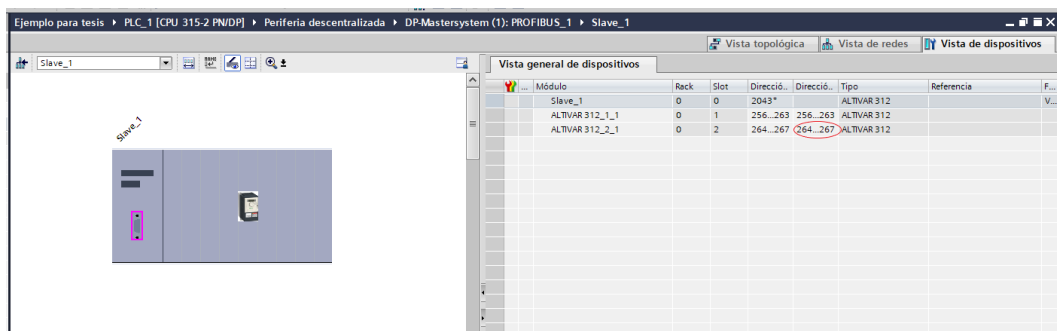 Ejemplo para tesis ▸ PLC_1 [CPU 315-2 PN/DP] ▸ Periferia descentralizada ▸ DP-Mastersystem (1): PROFIBUS_1 ▸ Slave_1
Vista topológica Vista de redes Vista de dispositivos
Slave_1
Vista general de dispositivos
... Módulo Rack Slot Direcció.. Direcció.. Tipo Referencia F...
Slave_1 0 0 2043* ALTIVAR 312 V...
ALTIVAR 312_1_1 0 1 256...263 256...263 ALTIVAR 312
ALTIVAR 312_2_1 0 2 264...267 264...267 ALTIVAR 312
Slave_1